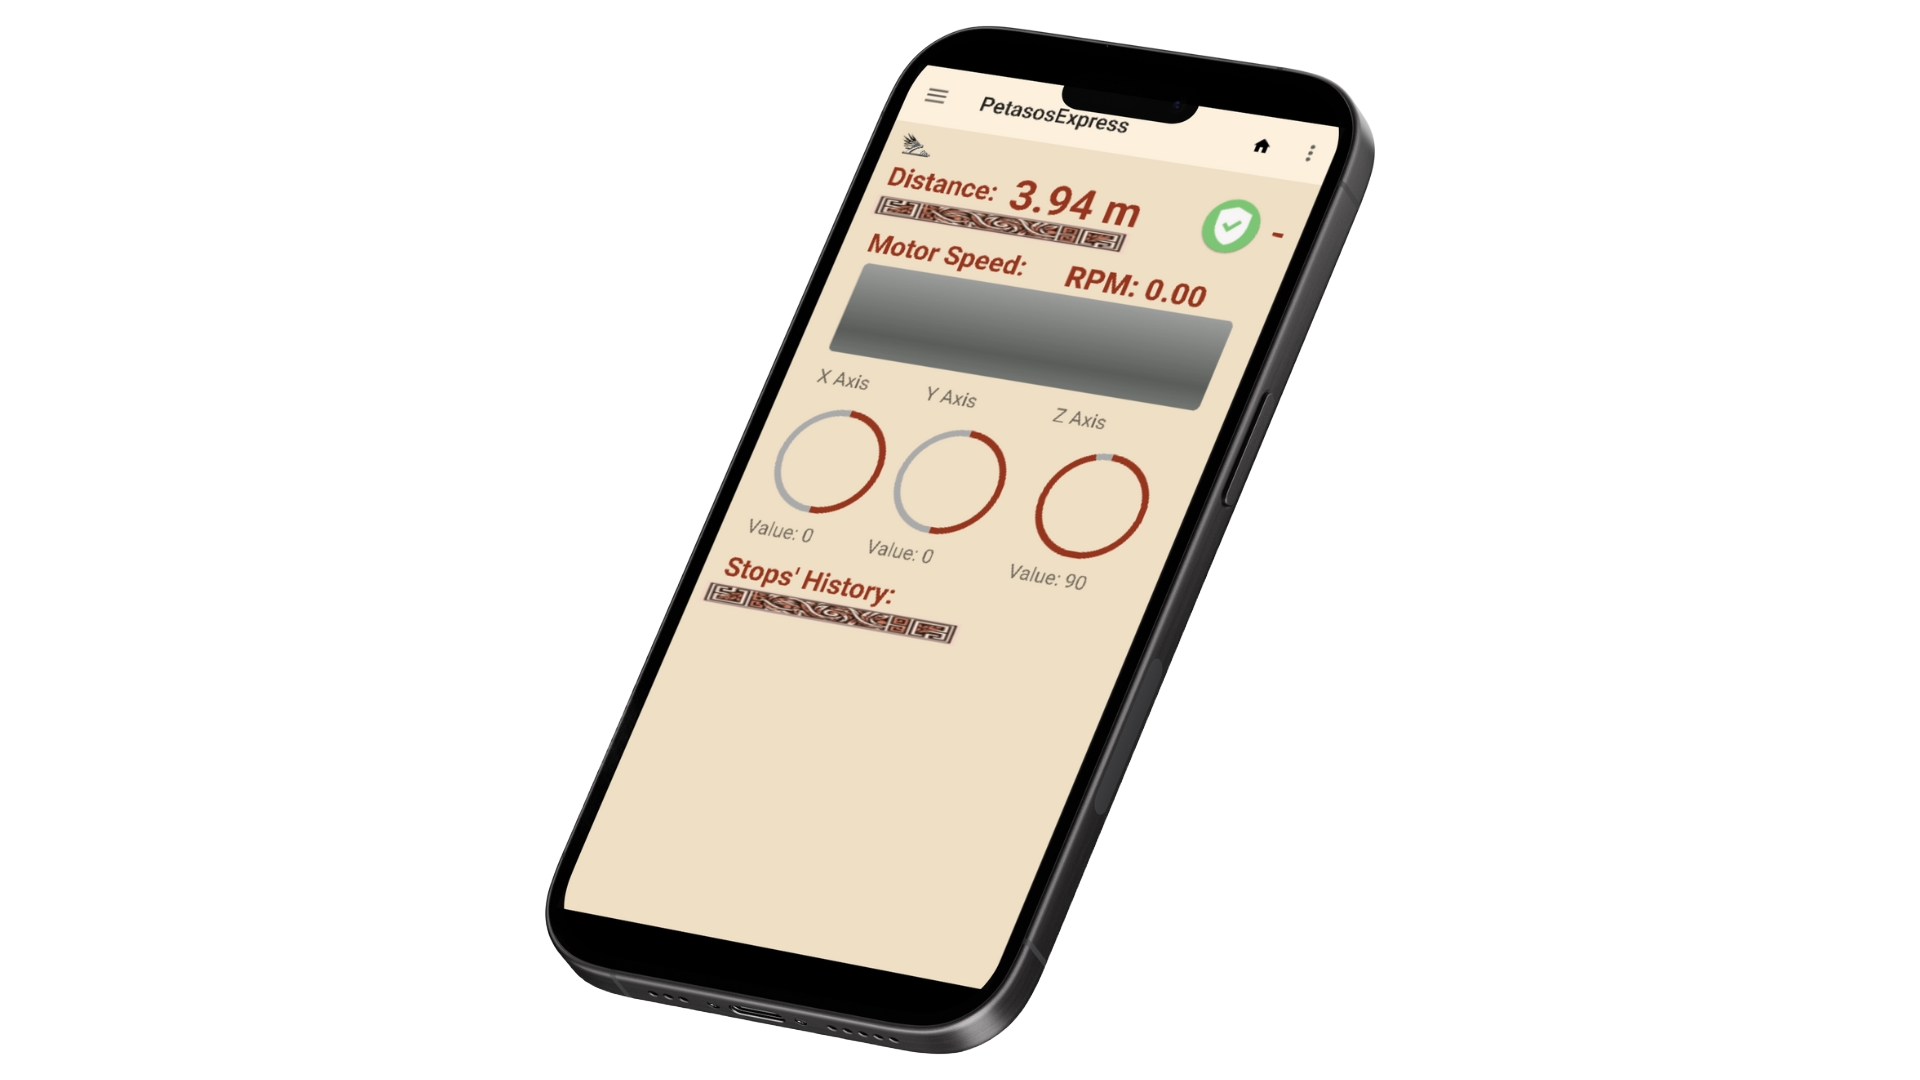 PetasosExpress
Distance: 3.94 m
-
Motor Speed: RPM: 0.00
X Axis Y Axis Z Axis
Value: 0 Value: 0 Value: 90
Stops' History: